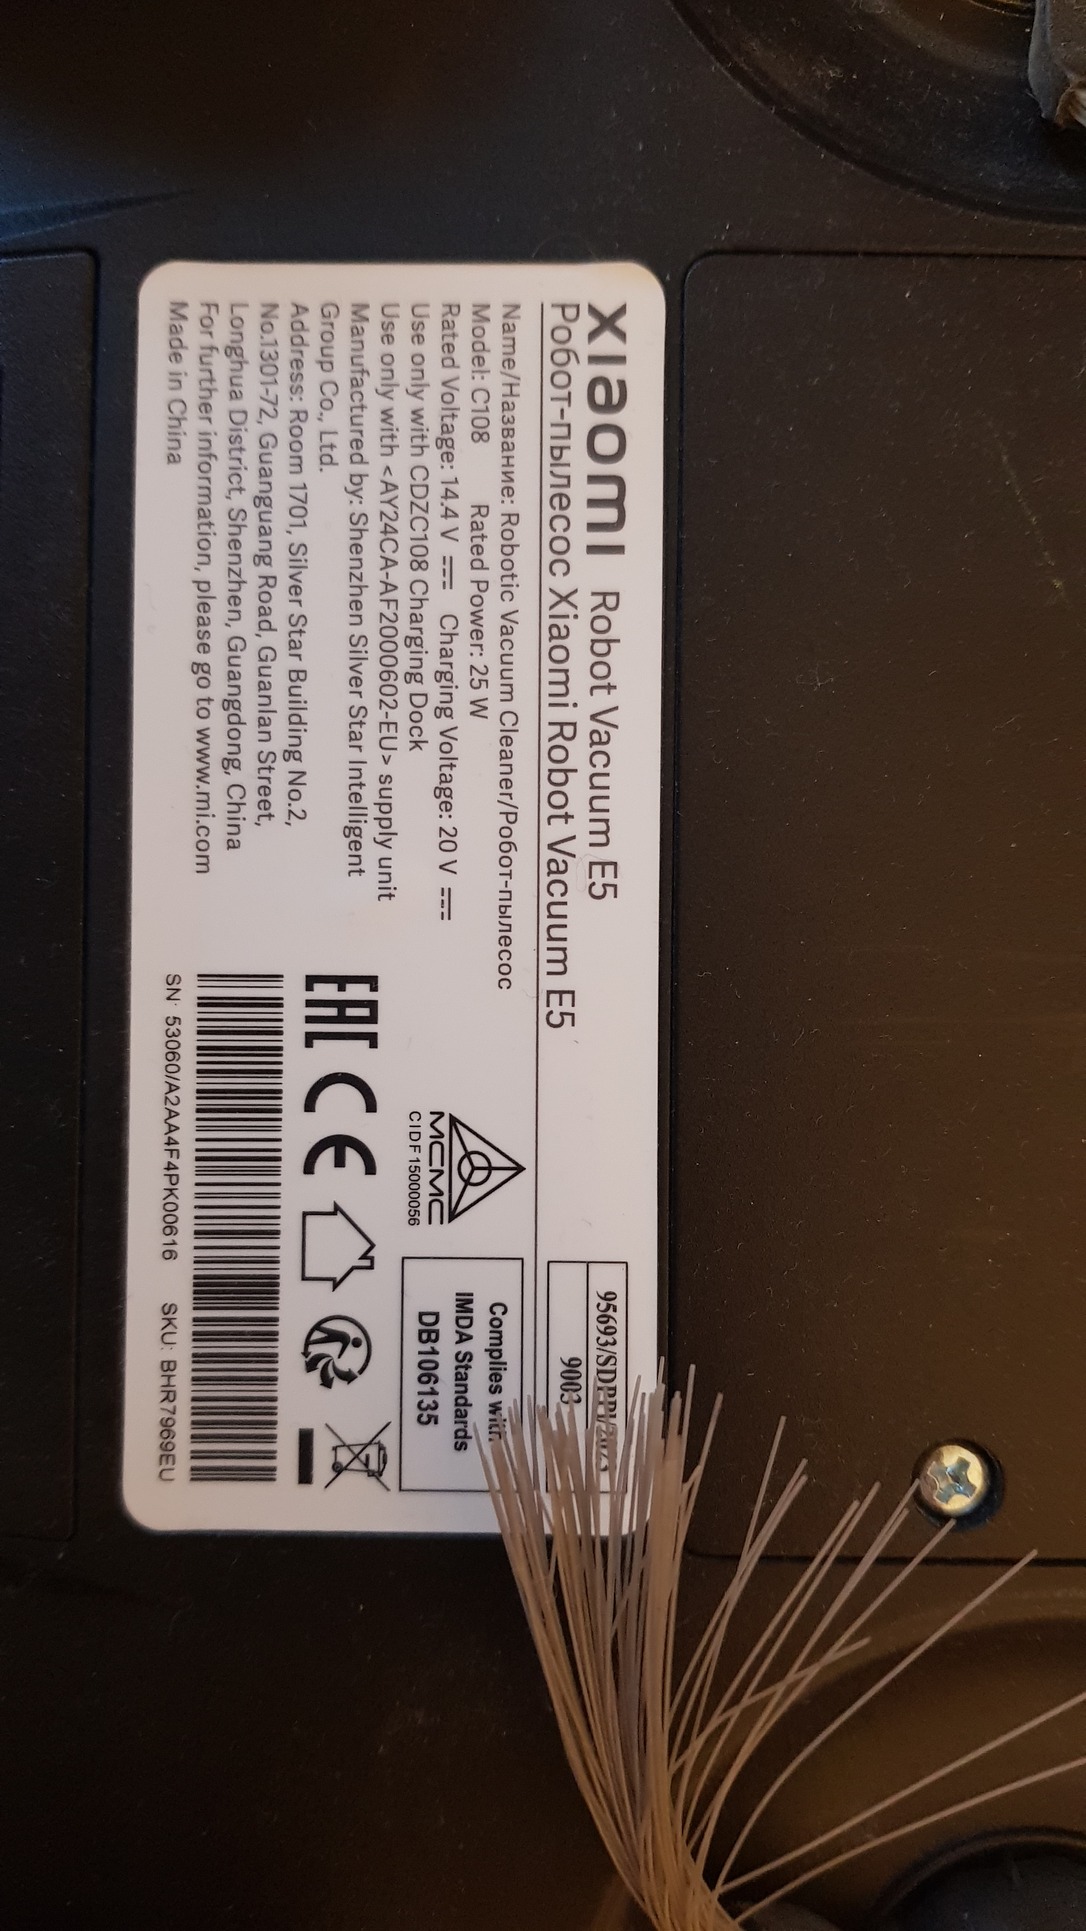 xiaomi Robot Vacuum E5
Робот-пылесос Xiaomi Robot Vacuum E5
Name/Название: Robotic Vacuum Cleaner/Робот-пылесос
Model: C108 Rated Power: 25 W
Rated Voltage: 14.4 V ⎓ Charging Voltage: 20 V ⎓
Use only with CDZC108 Charging Dock
Use only with <AY24CA-AF2000602-EU> supply unit
Manufactured by: Shenzhen Silver Star Intelligent
Group Co., Ltd.
Address: Room 1701, Silver Star Building No.2,
No.1301-72, Guanguang Road, Guanlan Street,
Longhua District, Shenzhen, Guangdong, China
For further information, please go to www.mi.com
Made in China
95693/SDPPI/2023
9003
MCMC
CIDF15000056
Complies with
IMDA Standards
DB106135
EAC CE
SN: 53060/A2AA4F4PK00616 SKU: BHR7969EU